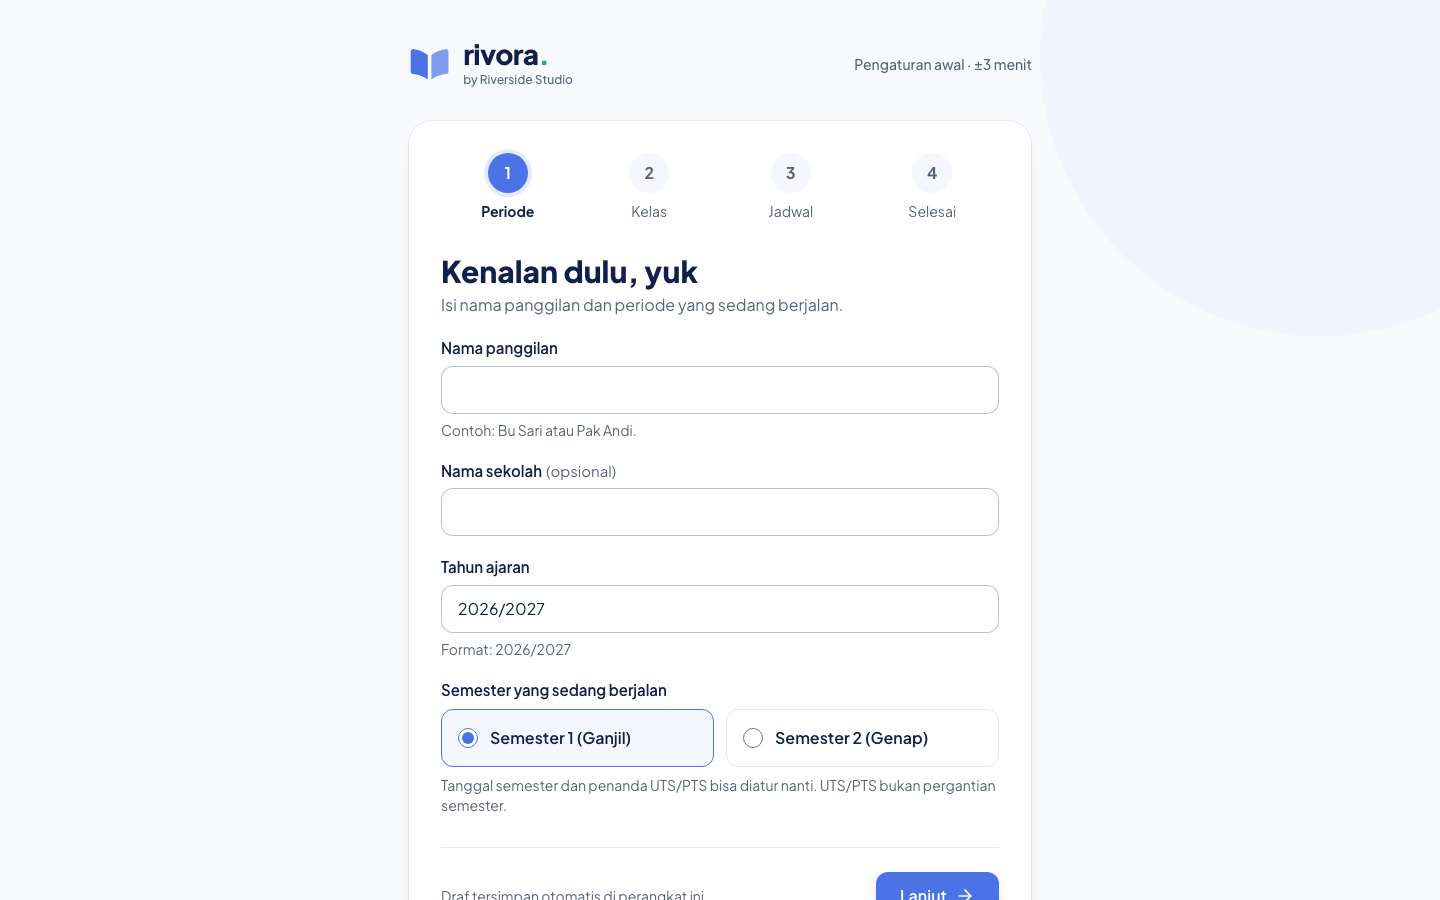 rivora.
by Riverside Studio
Pengaturan awal · ±3 menit
1
2
3
4
Periode
Kelas
Jadwal
Selesai
Kenalan dulu, yuk
Isi nama panggilan dan periode yang sedang berjalan.
Nama panggilan
Contoh: Bu Sari atau Pak Andi.
Nama sekolah (opsional)
Tahun ajaran
2026/2027
Format: 2026/2027
Semester yang sedang berjalan
Semester 1 (Ganjil)
Semester 2 (Genap)
Tanggal semester dan penanda UTS/PTS bisa diatur nanti. UTS/PTS bukan pergantian
semester.
Draf tersimpan otomatis di perangkat ini
Lanjut